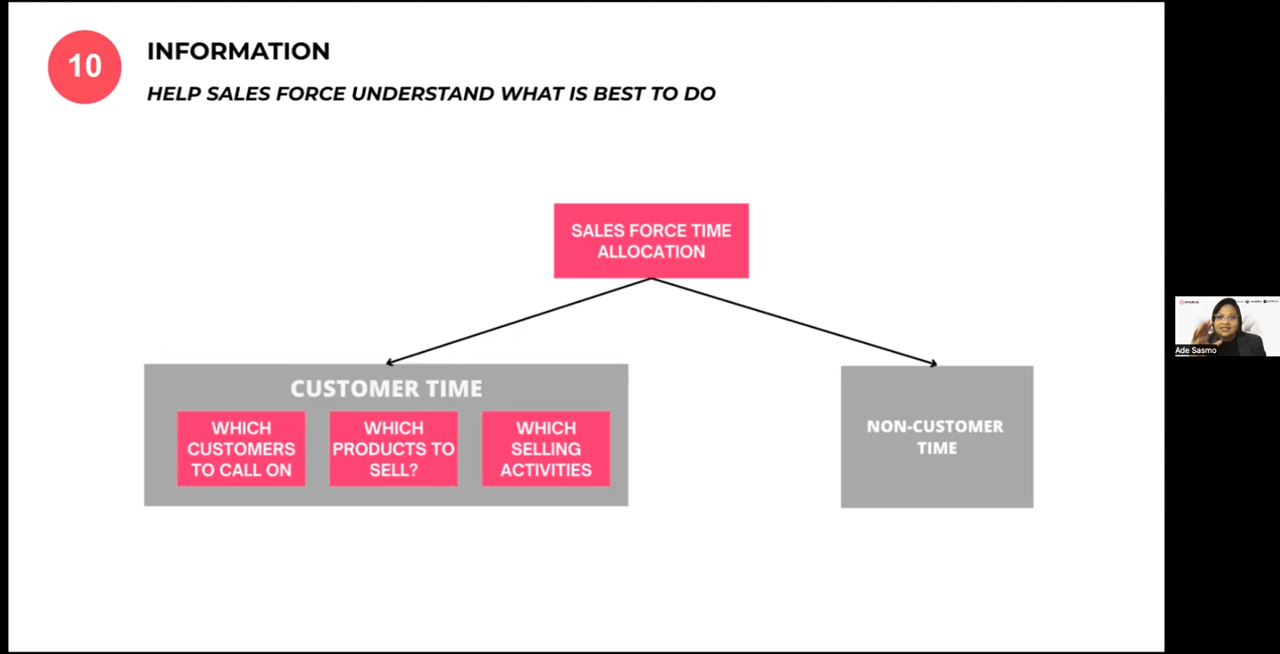 10
INFORMATION
HELP SALES FORCE UNDERSTAND WHAT IS BEST TO DO
SALES FORCE TIME
ALLOCATION
CUSTOMER TIME
WHICH
CUSTOMERS
TO CALL ON
WHICH
PRODUCTS TO
SELL?
WHICH
SELLING
ACTIVITIES
NON-CUSTOMER
TIME
Ade Sasmo